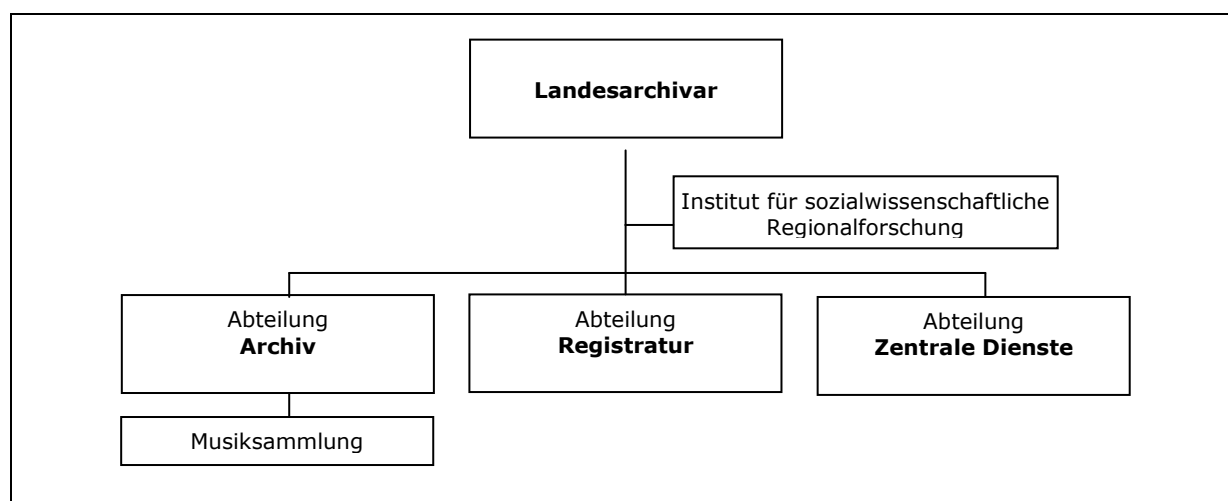 Landesarchivar
Institut für sozialwissenschaftliche
Regionalforschung
Abteilung
Archiv
Abteilung
Registratur
Abteilung
Zentrale Dienste
Musiksammlung